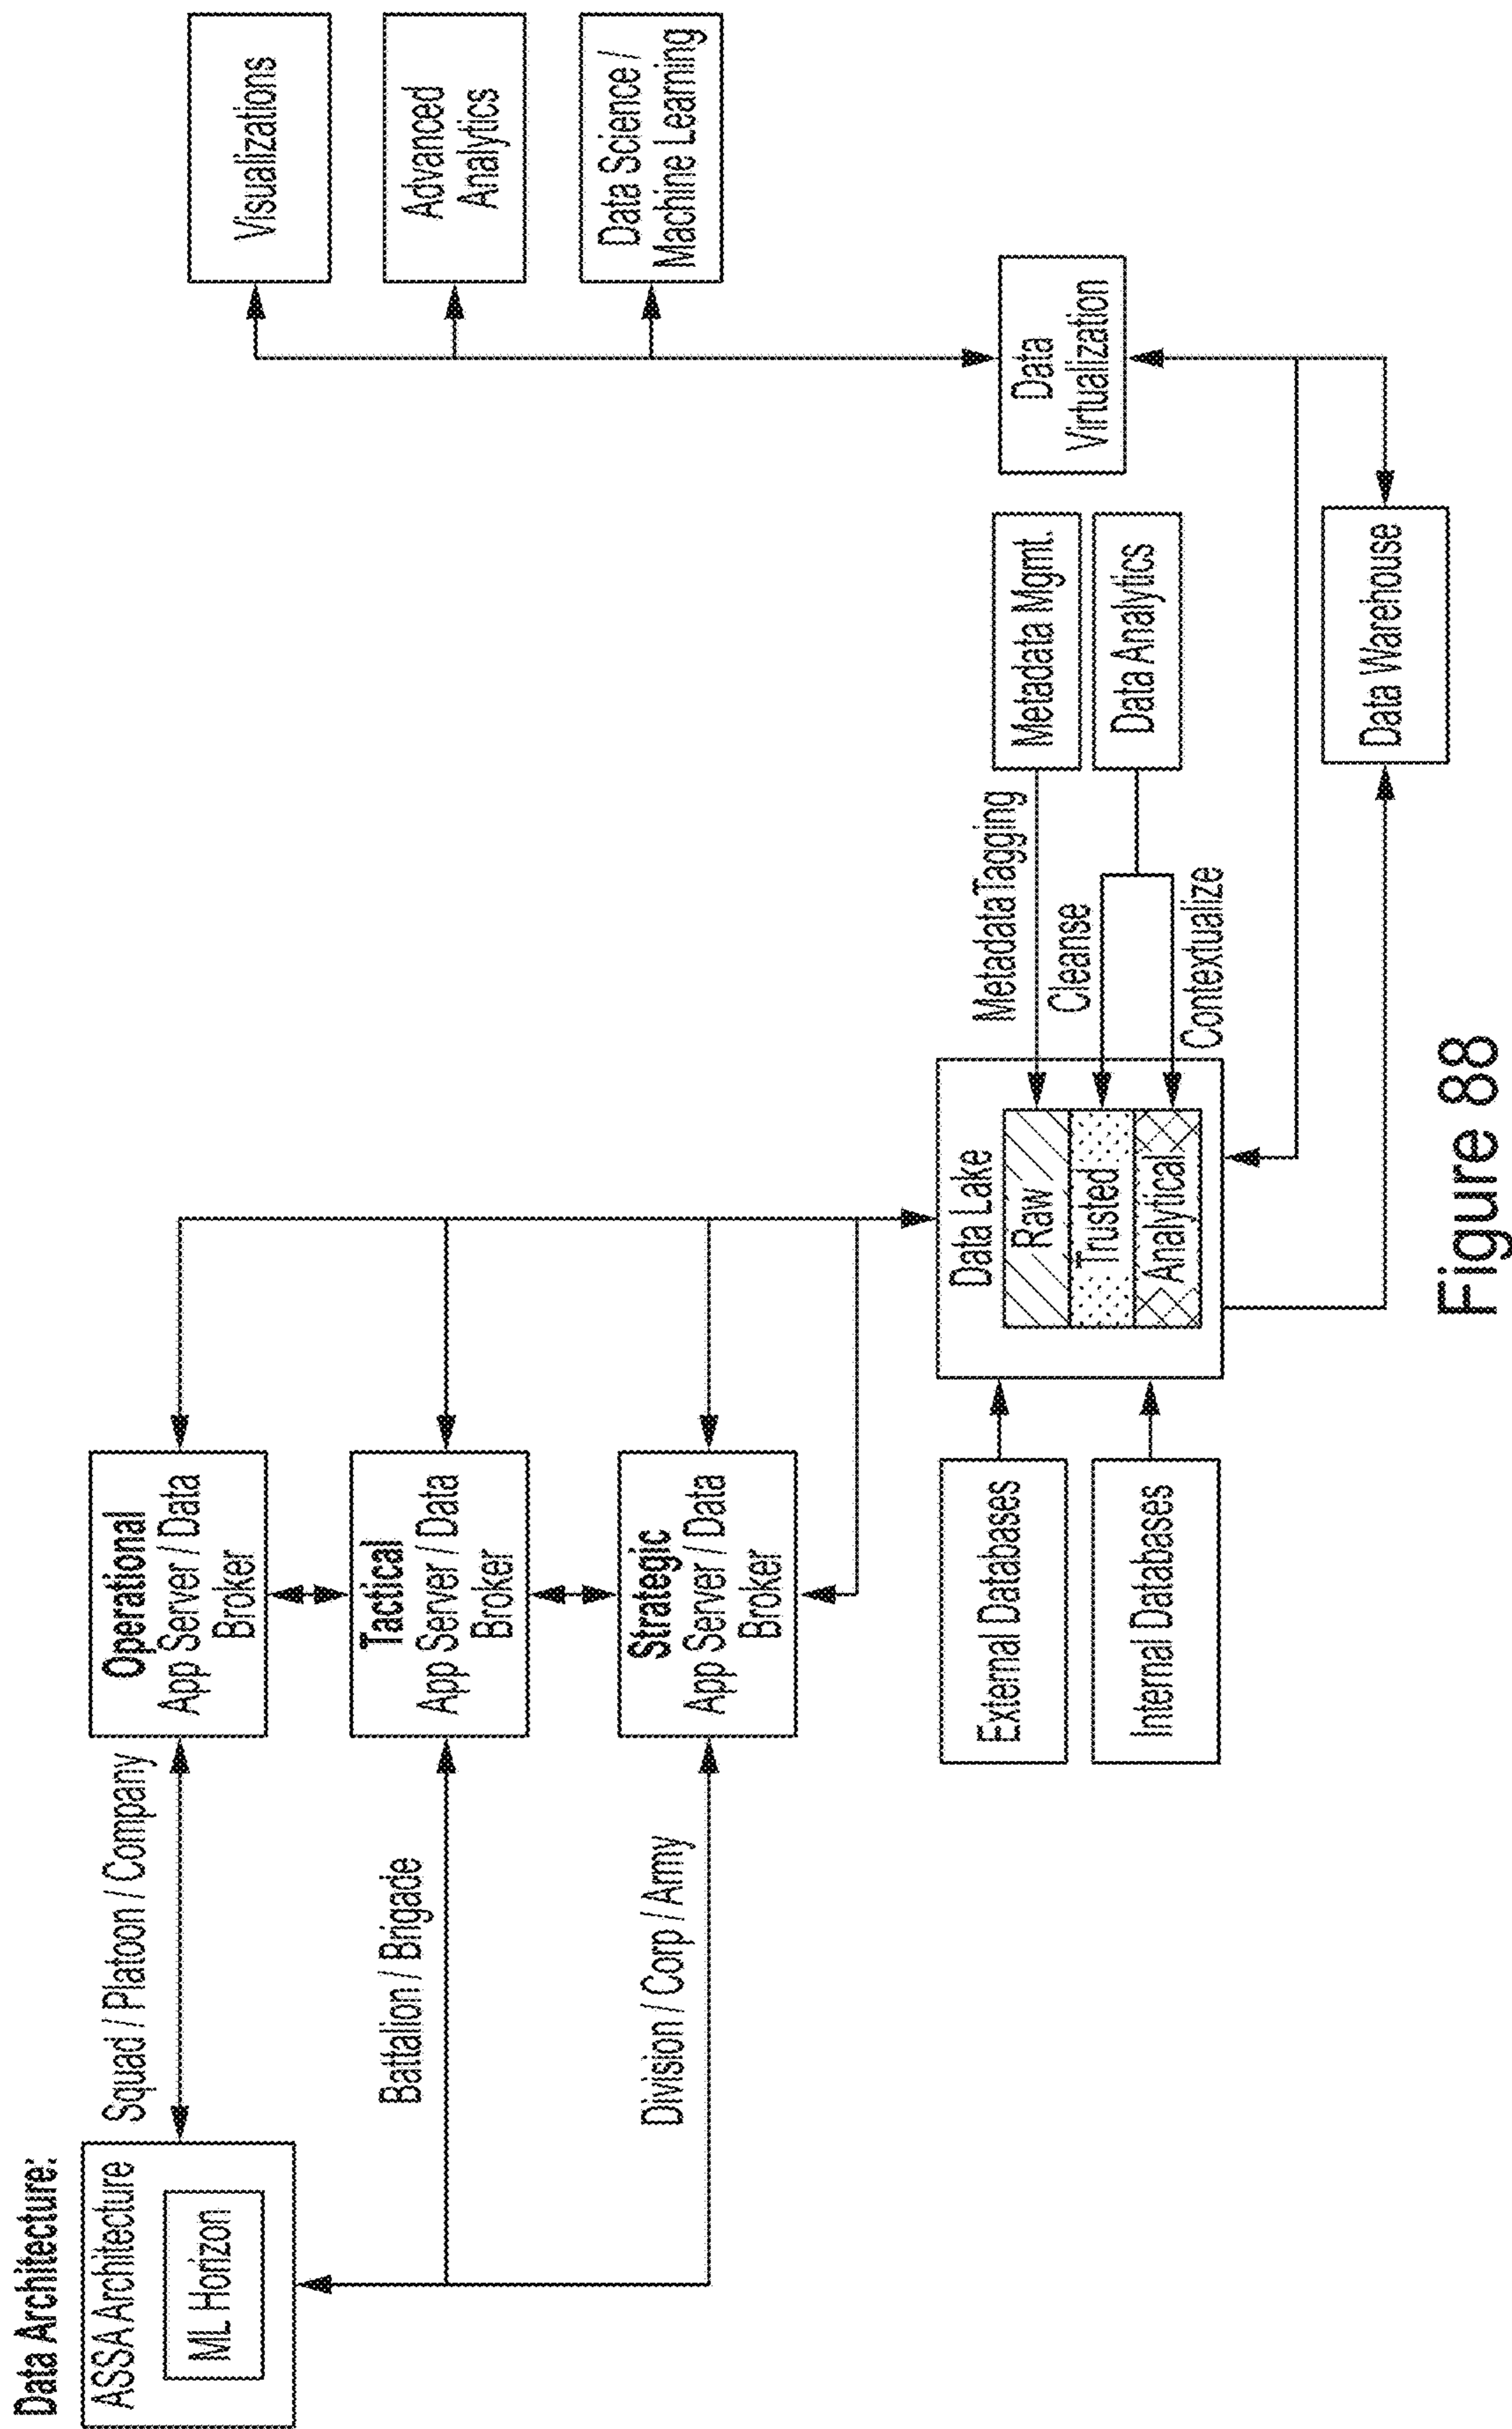 Data Architecture:
ASSA Architecture
ML Horizon
Squad / Platoon / Company
Battalion / Brigade
Division / Corp / Army
Operational
App Server / Data
Broker
Tactical
App Server / Data
Broker
Strategic
App Server / Data
Broker
External Databases
Internal Databases
Data Lake
Raw
Trusted
Analytical
MetadataTagging
Cleanse
Contextualize
Metadata Mgmt.
Data Analytics
Data Warehouse
Data
Virtualization
Visualizations
Advanced
Analytics
Data Science /
Machine Learning
Figure 88